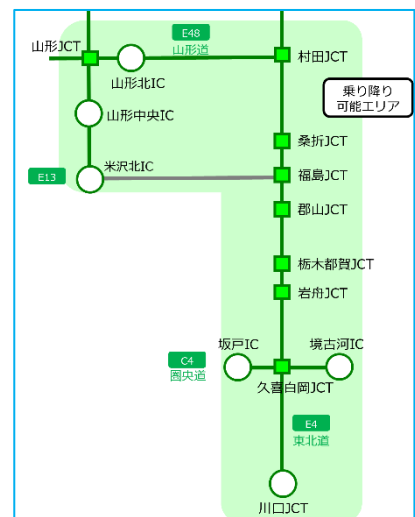 E48
山形道
山形JCT
山形北IC
村田JCT
乗り降り
可能エリア
山形中央IC
桑折JCT
米沢北IC
E13
福島JCT
郡山JCT
栃木都賀JCT
岩舟JCT
坂戸IC
境古河IC
C4
圏央道
久喜白岡JCT
E4
東北道
川口JCT